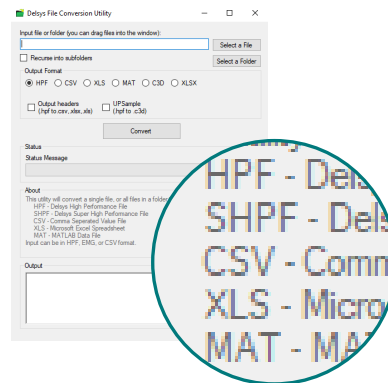 Delsys File Conversion Utility
Input file or folder (you can drag files into the window):
Select a File
Recurse into subfolders
Select a Folder
Output Format
HPF CSV XLS MAT C3D XLSX
Output headers
(.hpf to.csv,.xlsx,.xls)
UPSample
(.hpf to .c3d)
Convert
Status
Status Message
About
This utility will convert a single file, or all files in a folder
HPF - Delsys High Performance File
SHPF - Delsys Super High Performance File
CSV - Comma Seperated Value File
XLS - Microsoft Excel Spreadsheet
MAT - MATLAB Data File
Input can be in HPF, EMG, or CSV format.
Output
HPF - Dels
SHPF - Dels
CSV - Comm
XLS - Micro
MAT - MA